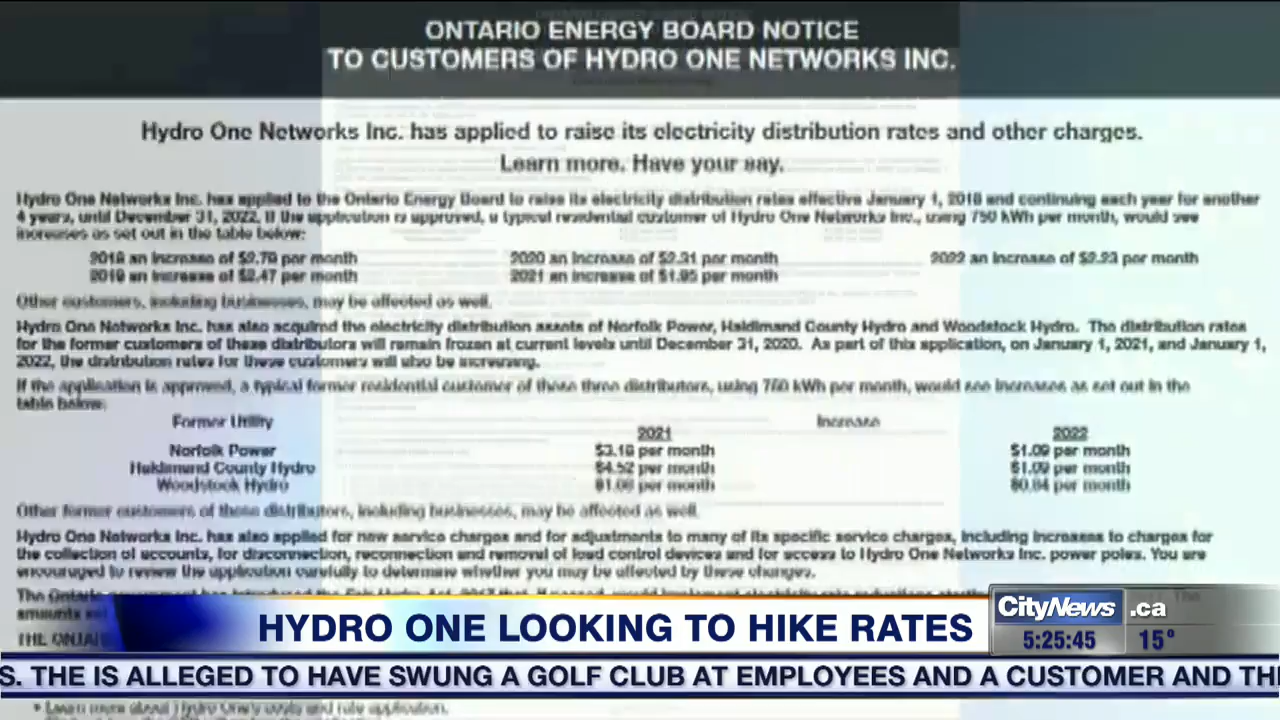 ONTARIO ENERGY BOARD NOTICE
TO CUSTOMERS OF HYDRO ONE NETWORKS INC.
Hydro One Networks Inc. has applied to raise its electricity distribution rates and other charges.
Learn more. Have your say.
Hydro One Networks Inc. has applied to the Ontario Energy Board to raise its electricity distribution rates effective January 1, 2018 and continuing each year for another
4 years, until December 31, 2022. If the application is approved, a typical residential customer of Hydro One Networks Inc., using 750 kWh per month, would see
increases as set out in the table below:
2018 an increase of $2.79 per month 2020 an increase of $2.31 per month 2022 an increase of $2.23 per month
2019 an increase of $2.47 per month 2021 an increase of $1.95 per month
Other customers, including businesses, may be affected as well.
Hydro One Networks Inc. has also acquired the electricity distribution assets of Norfolk Power, Haldimand County Hydro and Woodstock Hydro. The distribution rates
for the former customers of these distributors will remain frozen at current levels until December 31, 2020. As part of this application, on January 1, 2021, and January 1,
2022, the distribution rates for these customers will also be increasing.
If the application is approved, a typical former residential customer of those three distributors, using 750 kWh per month, would see increases as set out in the
table below:
Former Utility Increase
2021 2022
Norfolk Power per month $1.09 per month
Haldimand County Hydro $4.52 per month $1.09 per month
Woodstock Hydro per month per month
Other former customers of these distributors, including businesses, may be affected as well.
Hydro One Networks Inc. has also applied for new service charges and for adjustments to many of its specific service charges, including increases to charges for
the collection of accounts, for disconnection, reconnection and removal of load control devices and for access to Hydro One Networks Inc. power poles. You are
encouraged to review the application carefully to determine whether you may be affected by these changes.
The
amounts
THE
HYDRO ONE LOOKING TO HIKE RATES
CityNews .ca
5:25:45 15°
S. THE IS ALLEGED TO HAVE SWUNG A GOLF CLUB AT EMPLOYEES AND A CUSTOMER AND TH
• Learn more about Hydro One's costs and rate application.